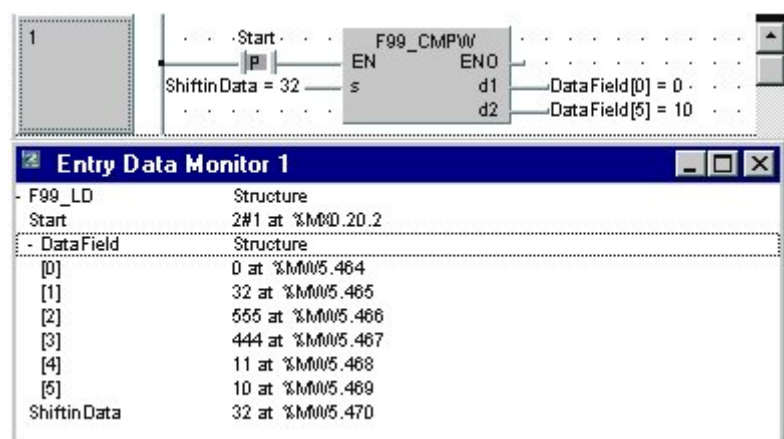 1
Start
P
F99_CMPW
EN ENO
ShiftinData = 32 s d1 DataField[0] = 0
d2 DataField[5] = 10
Entry Data Monitor 1
- F99_LD Structure
Start 2#1 at %MX0.20.2
- DataField Structure
[0] 0 at %MW5.464
[1] 32 at %MW5.465
[2] 555 at %MW5.466
[3] 444 at %MW5.467
[4] 11 at %MW5.468
[5] 10 at %MW5.469
ShiftinData 32 at %MW5.470